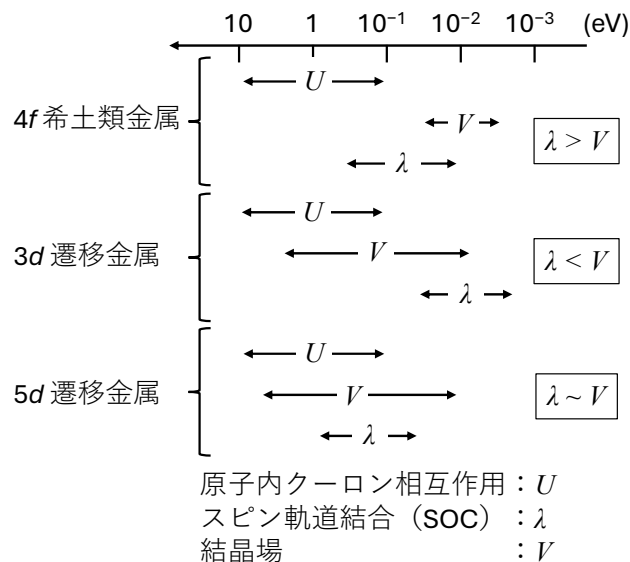 10 1 10⁻¹ 10⁻² 10⁻³ (eV)
U
4f 希土類金属
V
λ > V
λ
U
3d 遷移金属
V
λ < V
λ
U
5d 遷移金属
V
λ ~ V
λ
原子内クーロン相互作用：U
スピン軌道結合（SOC）：λ
結晶場：V